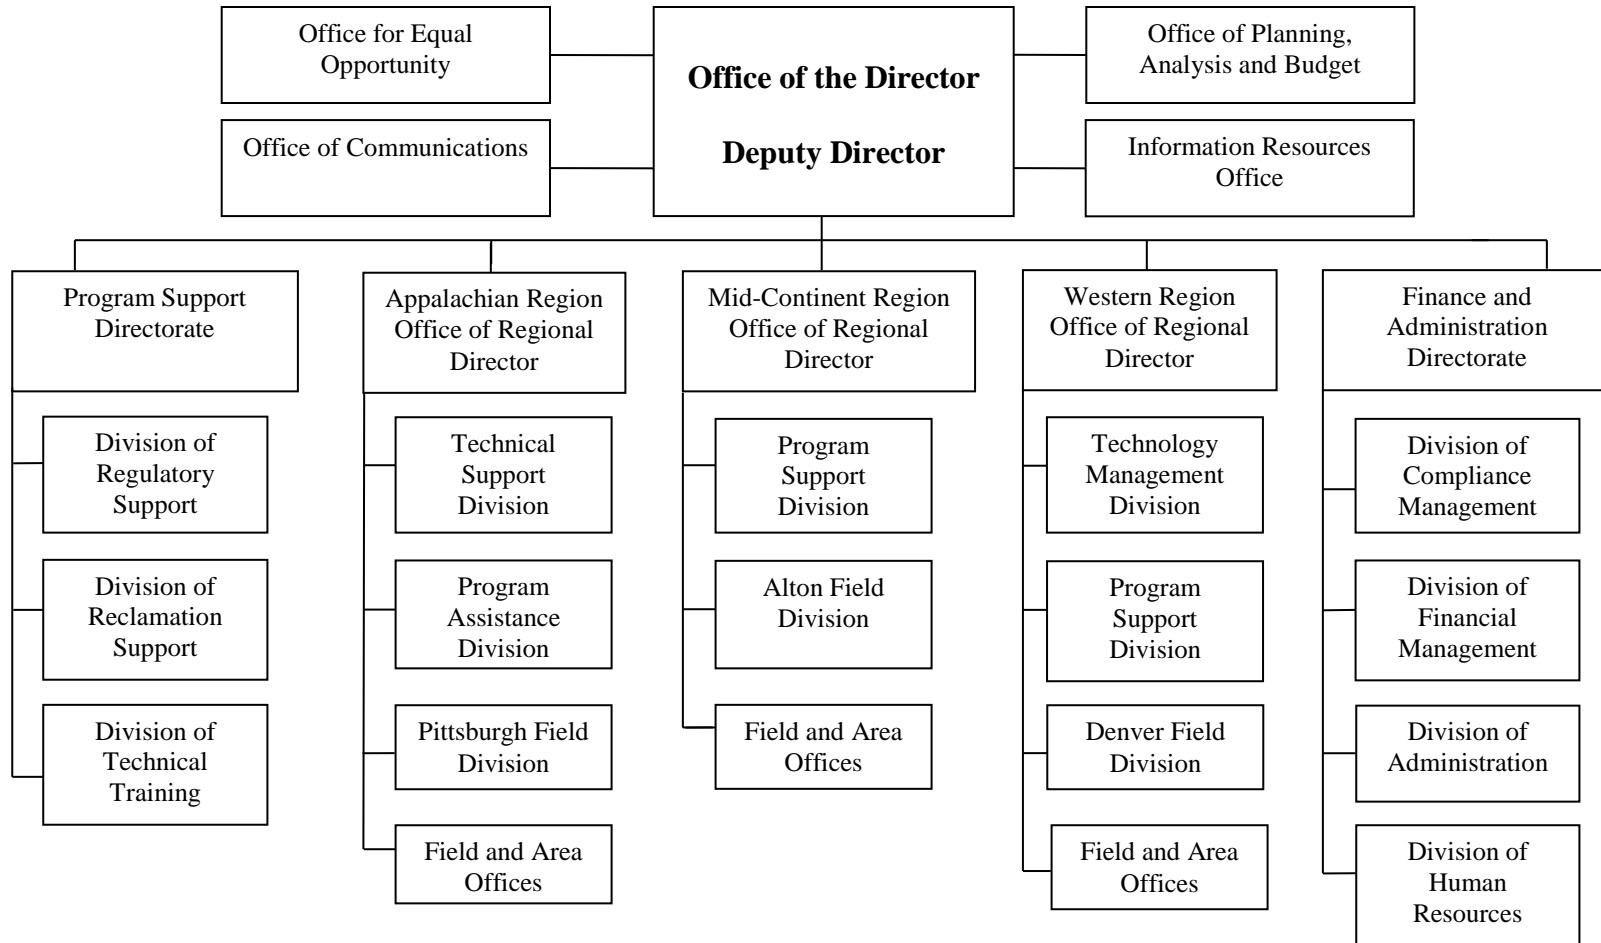 Office for Equal
Opportunity
Office of the Director
Deputy Director
Office of Planning,
Analysis and Budget
Office of Communications
Information Resources
Office
Program Support
Directorate
Appalachian Region
Office of Regional
Director
Mid-Continent Region
Office of Regional
Director
Western Region
Office of Regional
Director
Finance and
Administration
Directorate
Division of
Regulatory
Support
Technical
Support
Division
Program
Support
Division
Technology
Management
Division
Division of
Compliance
Management
Division of
Reclamation
Support
Program
Assistance
Division
Alton Field
Division
Program
Support
Division
Division of
Financial
Management
Division of
Technical
Training
Pittsburgh Field
Division
Field and Area
Offices
Denver Field
Division
Division of
Administration
Field and Area
Offices
Field and Area
Offices
Division of
Human
Resources